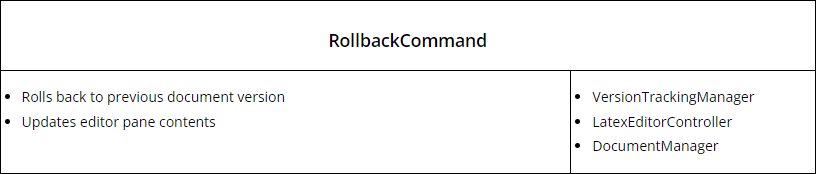 RollbackCommand
Rolls back to previous document version
Updates editor pane contents
VersionTrackingManager
LatexEditorController
DocumentManager